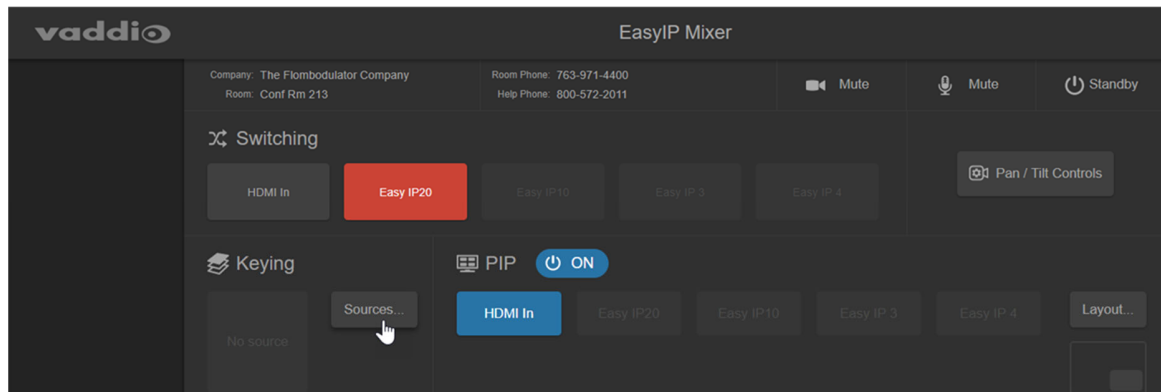 vaddio
EasyIP Mixer
Company: The Flombodulator Company
Room: Conf Rm 213
Room Phone: 763-971-4400
Help Phone: 800-572-2011
Mute
Mute
Standby
Switching
HDMI In
Easy IP20
Easy IP10
Easy IP 3
Easy IP 4
Pan / Tilt Controls
Keying
Sources...
No source
PIP
ON
HDMI In
Easy IP20
Easy IP10
Easy IP 3
Easy IP 4
Layout...